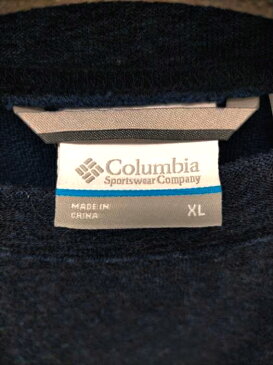 Columbia
Sportswear Company
MADE IN
CHINA
XL